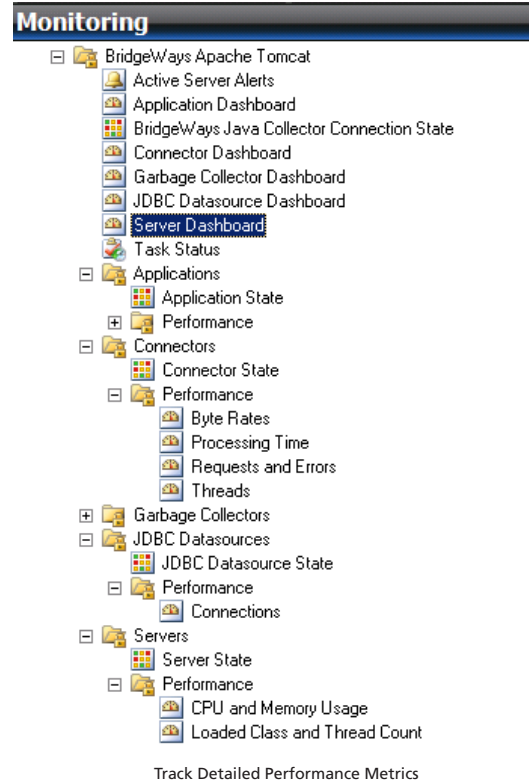 Monitoring
BridgeWays Apache Tomcat
Active Server Alerts
Application Dashboard
BridgeWays Java Collector Connection State
Connector Dashboard
Garbage Collector Dashboard
JDBC Datasource Dashboard
Server Dashboard
Task Status
Applications
Application State
Performance
Connectors
Connector State
Performance
Byte Rates
Processing Time
Requests and Errors
Threads
Garbage Collectors
JDBC Datasources
JDBC Datasource State
Performance
Connections
Servers
Server State
Performance
CPU and Memory Usage
Loaded Class and Thread Count
Track Detailed Performance Metrics